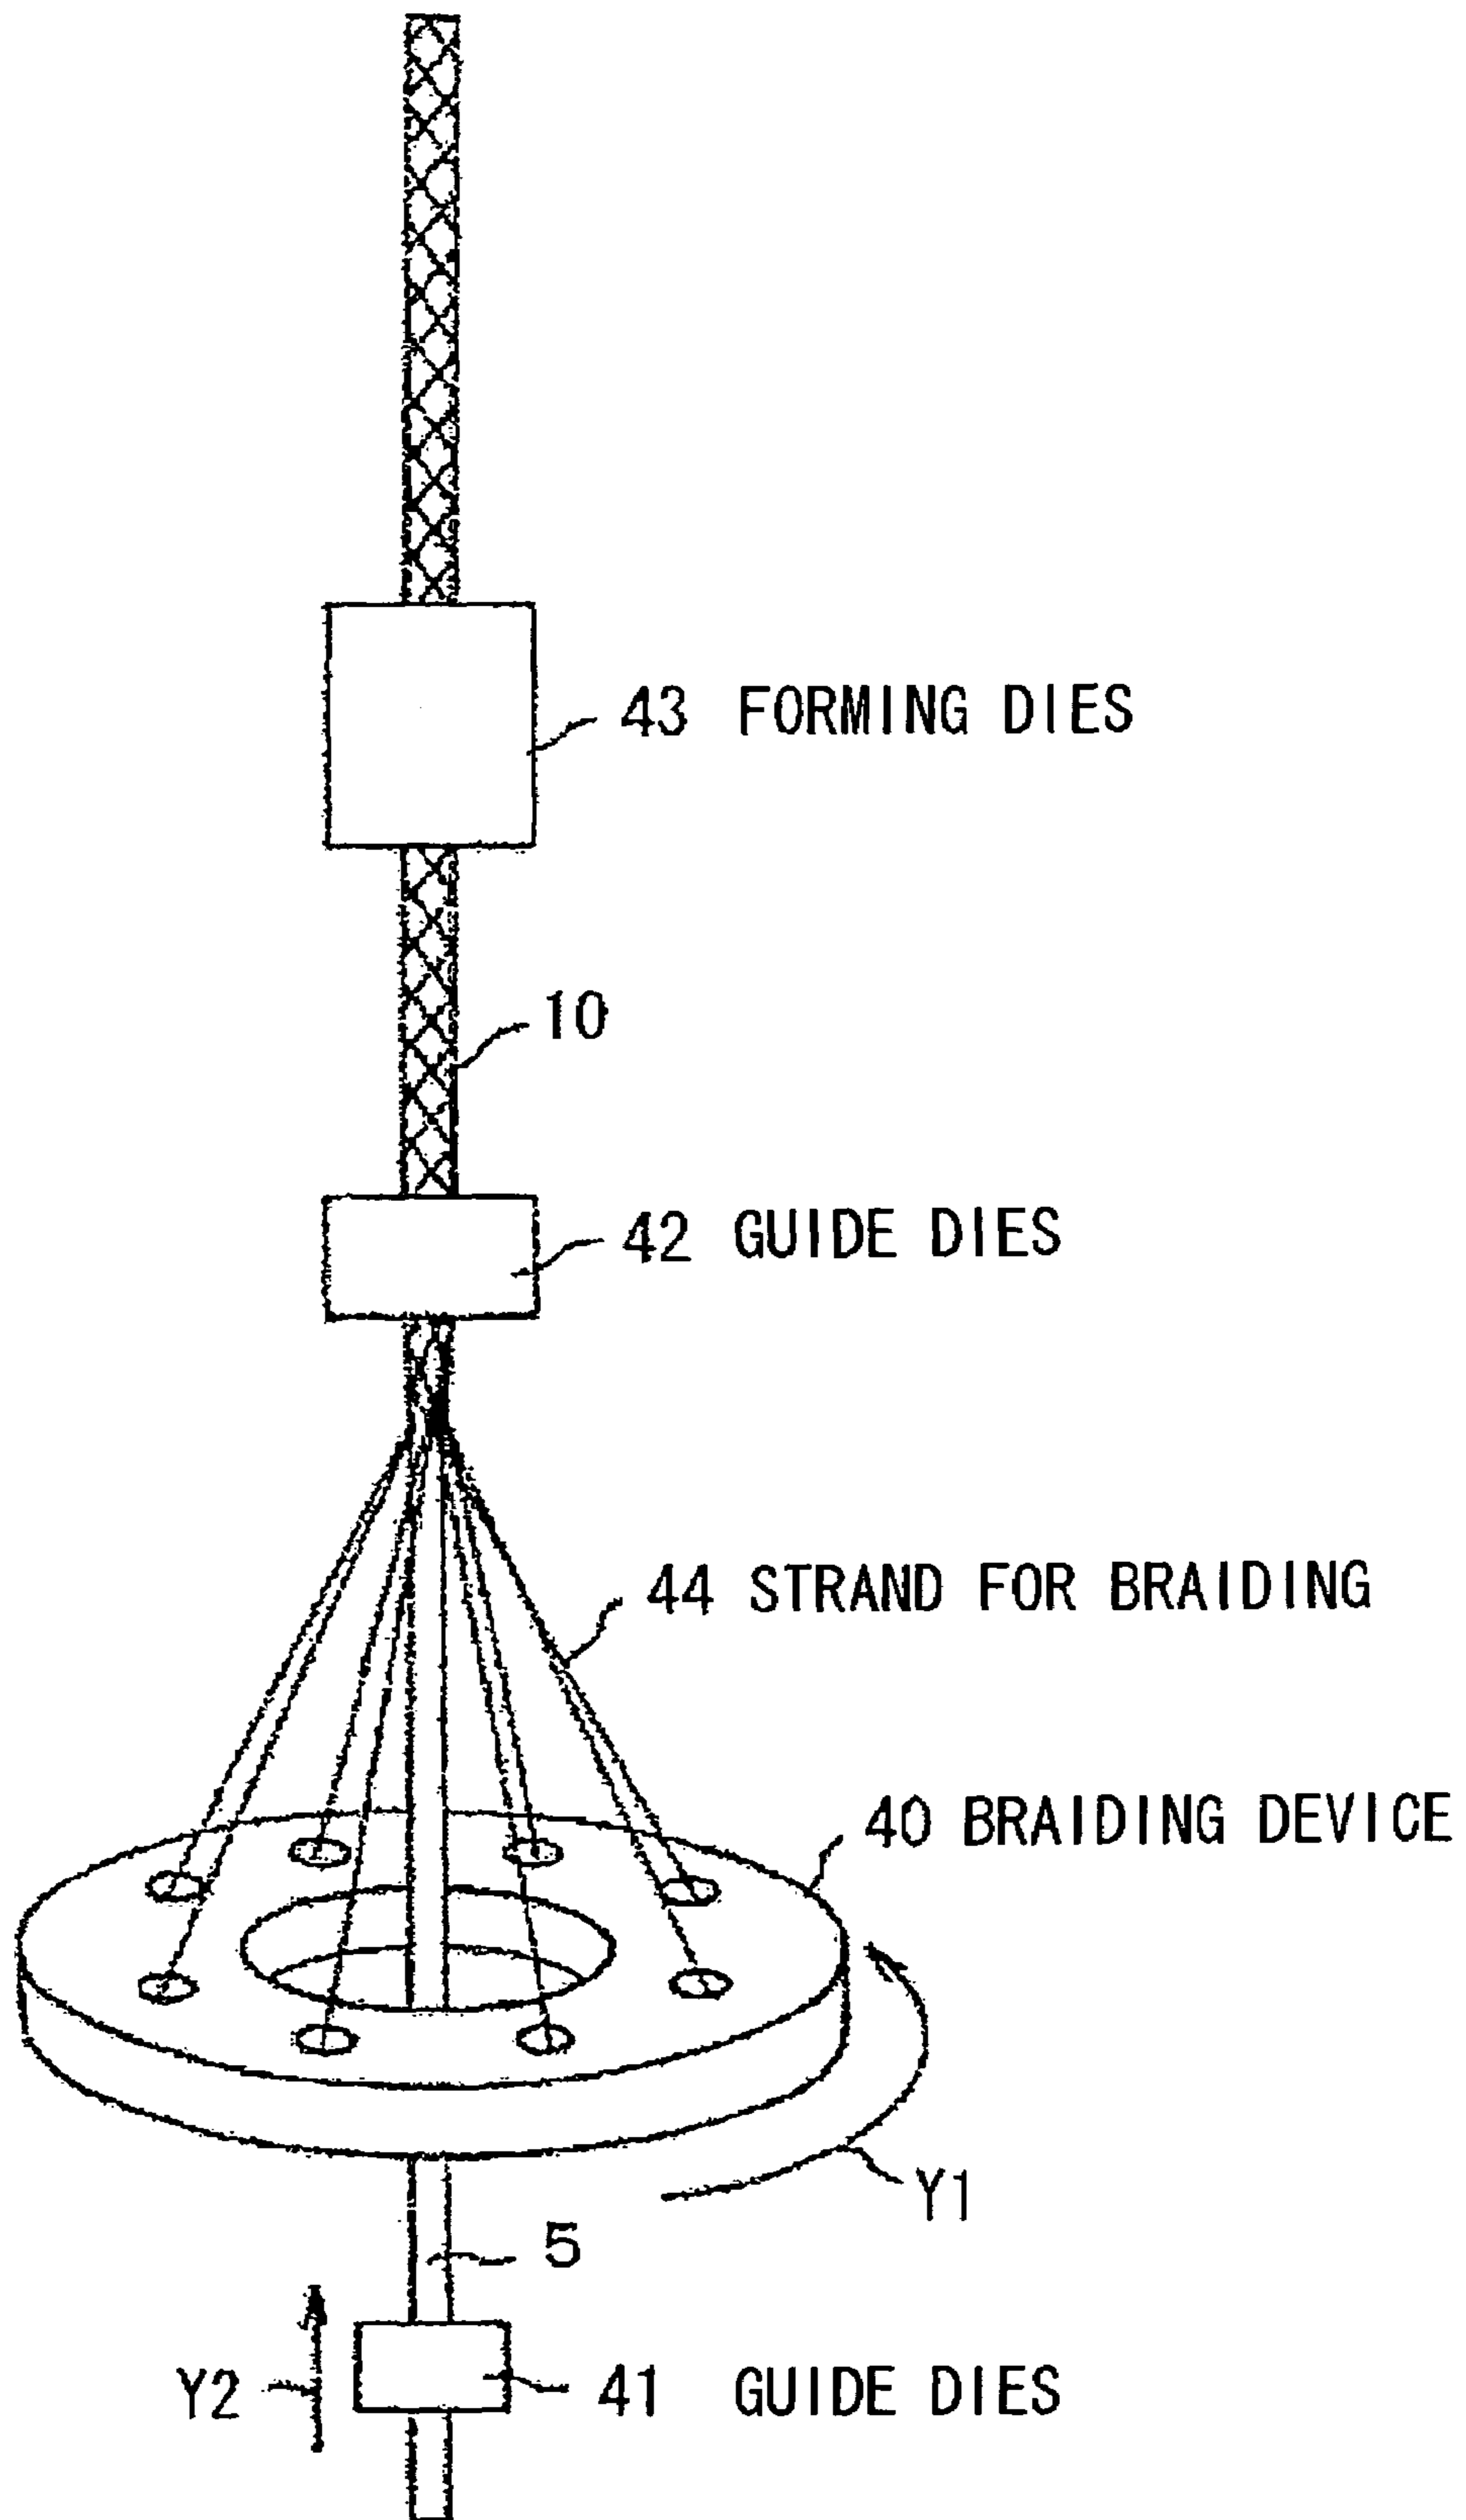 43 FORMING DIES
10
42 GUIDE DIES
44 STRAND FOR BRAIDING
40 BRAIDING DEVICE
Y1
5
Y2
41 GUIDE DIES